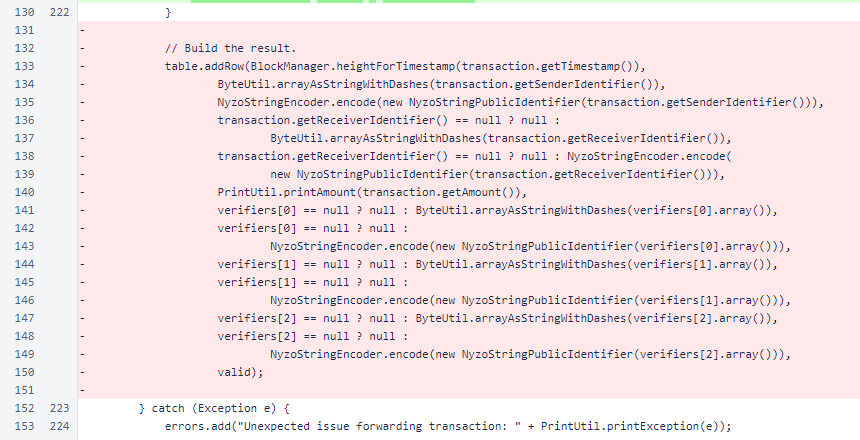 130 222 }
131 -
132 - // Build the result.
133 - table.addRow(BlockManager.heightForTimestamp(transaction.getTimestamp()),
134 - ByteUtil.arrayAsStringWithDashes(transaction.getSenderIdentifier()),
135 - NyzoStringEncoder.encode(new NyzoStringPublicIdentifier(transaction.getSenderIdentifier())),
136 - transaction.getReceiverIdentifier() == null ? null :
137 - ByteUtil.arrayAsStringWithDashes(transaction.getReceiverIdentifier()),
138 - transaction.getReceiverIdentifier() == null ? null : NyzoStringEncoder.encode(
139 - new NyzoStringPublicIdentifier(transaction.getReceiverIdentifier())),
140 - PrintUtil.printAmount(transaction.getAmount()),
141 - verifiers[0] == null ? null : ByteUtil.arrayAsStringWithDashes(verifiers[0].array()),
142 - verifiers[0] == null ? null :
143 - NyzoStringEncoder.encode(new NyzoStringPublicIdentifier(verifiers[0].array())),
144 - verifiers[1] == null ? null : ByteUtil.arrayAsStringWithDashes(verifiers[1].array()),
145 - verifiers[1] == null ? null :
146 - NyzoStringEncoder.encode(new NyzoStringPublicIdentifier(verifiers[1].array())),
147 - verifiers[2] == null ? null : ByteUtil.arrayAsStringWithDashes(verifiers[2].array()),
148 - verifiers[2] == null ? null :
149 - NyzoStringEncoder.encode(new NyzoStringPublicIdentifier(verifiers[2].array())),
150 - valid);
151 -
152 223 } catch (Exception e) {
153 224 errors.add("Unexpected issue forwarding transaction: " + PrintUtil.printException(e));